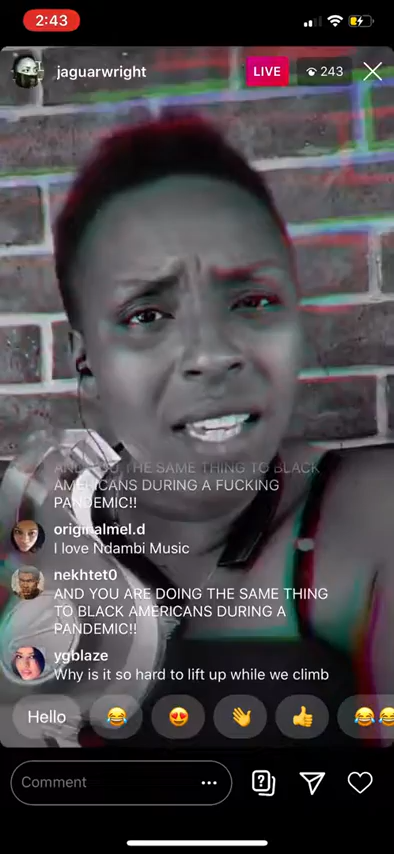 2:43
jaguarwright
LIVE
243
AND YOU THE SAME THING TO BLACK
AMERICANS DURING A FUCKING
PANDEMIC!!
originalmel.d
I love Ndambi Music
nekhtet0
AND YOU ARE DOING THE SAME THING
TO BLACK AMERICANS DURING A
PANDEMIC!!
ygblaze
Why is it so hard to lift up while we climb
Hello
Comment